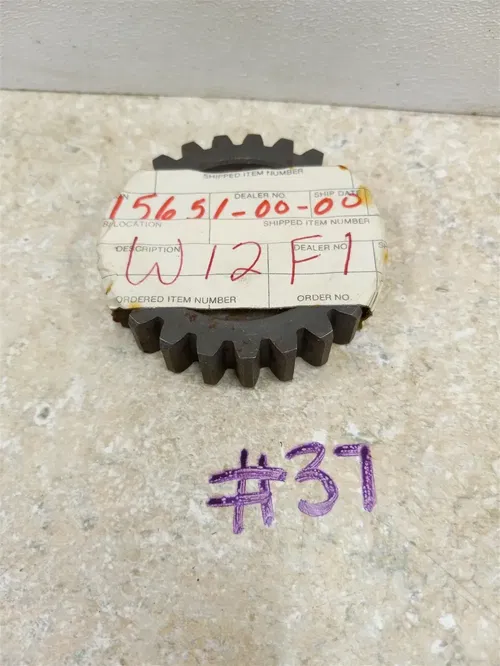 SHIPPED ITEM NUMBER
DEALER NO. SHIP DATE
15651-00-00
LOCATION SHIPPED ITEM NUMBER
DESCRIPTION DEALER NO.
W12F1
ORDERED ITEM NUMBER ORDER NO.
#37